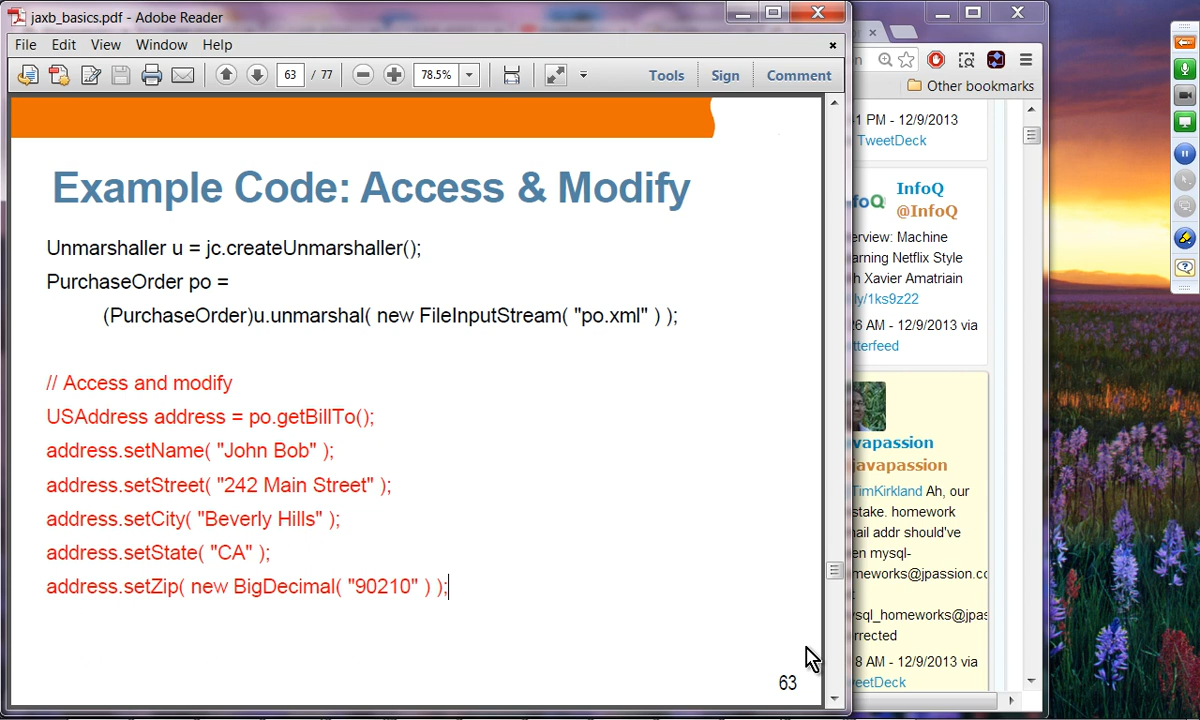 jaxb_basics.pdf - Adobe Reader
File Edit View Window Help
63 / 77 78.5% Tools Sign Comment
Example Code: Access & Modify
Unmarshaller u = jc.createUnmarshaller();
PurchaseOrder po =
(PurchaseOrder)u.unmarshal( new FileInputStream( "po.xml" ) );
// Access and modify
USAddress address = po.getBillTo();
address.setName( "John Bob" );
address.setStreet( "242 Main Street" );
address.setCity( "Beverly Hills" );
address.setState( "CA" );
address.setZip( new BigDecimal( "90210" ) );
63
Other bookmarks
1 PM - 12/9/2013
TweetDeck
InfoQ
foQ
@InfoQ
erview: Machine
arning Netflix Style
h Xavier Amatriain
ly/1ks9z22
26 AM - 12/9/2013 via
tterfeed
vapassion
javapassion
TimKirkland Ah, our
stake. homework
ail addr should've
en mysql-
meworks@jpassion.co
sql_homeworks@jpas
rrected
8 AM - 12/9/2013 via
eetDeck